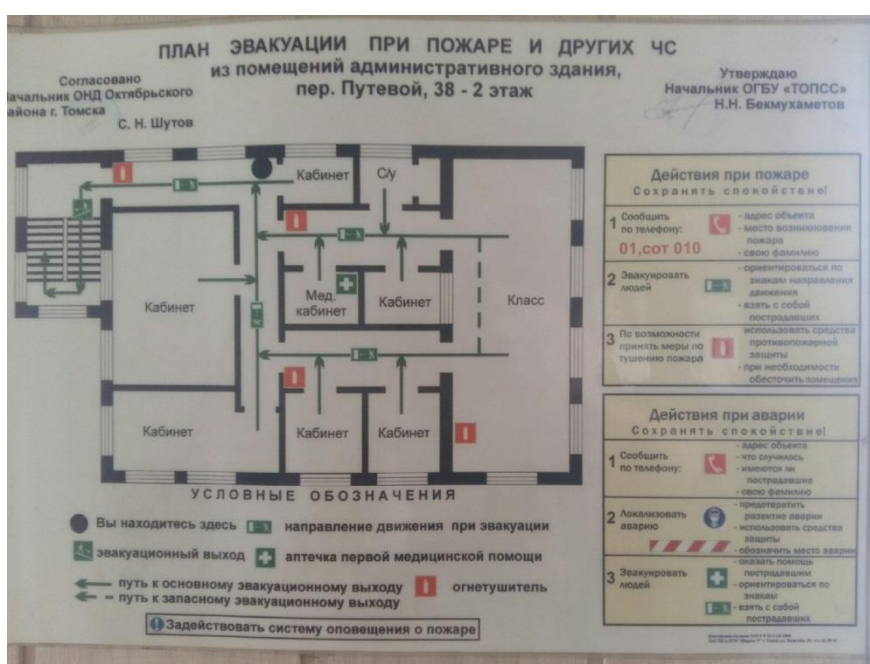 ПЛАН ЭВАКУАЦИИ ПРИ ПОЖАРЕ И ДРУГИХ ЧС
из помещений административного здания,
пер. Путевой, 38 - 2 этаж
Согласовано
Начальник ОНД Октябрьского
района г. Томска
С. Н. Шутов
Утверждаю
Начальник ОГБУ «ТОПСС»
Н.Н. Бекмухаметов
Кабинет
С/у
Кабинет
Мед.
кабинет
Кабинет
Класс
Кабинет
Кабинет
Кабинет
УСЛОВНЫЕ ОБОЗНАЧЕНИЯ
Вы находитесь здесь
направление движения при эвакуации
эвакуационный выход
аптечка первой медицинской помощи
путь к основному эвакуационному выходу
огнетушитель
путь к запасному эвакуационному выходу
Задействовать систему оповещения о пожаре
Действия при пожаре
Сохранять спокойствие!
1 Сообщить
по телефону:
01,сот 010
- адрес объекта
- место возникновения
пожара
- свою фамилию
2 Эвакуировать
людей
- ориентироваться по
знакам направления
движения
- взять с собой
пострадавших
3 По возможности
принять меры по
тушению пожара
использовать средства
противопожарной
защиты
- при необходимости
обесточить помещения
Действия при аварии
Сохранять спокойствие!
1 Сообщить
по телефону:
- адрес объекта
- что случилось
- имеются ли
пострадавшие
- свою фамилию
2 Локализовать
аварию
- предотвратить
развитие аварии
- использовать средства
защиты
- обозначить место аварии
3 Эвакуировать
людей
- оказать помощь
пострадавшим
- ориентироваться по
знакам
- взять с собой
пострадавших